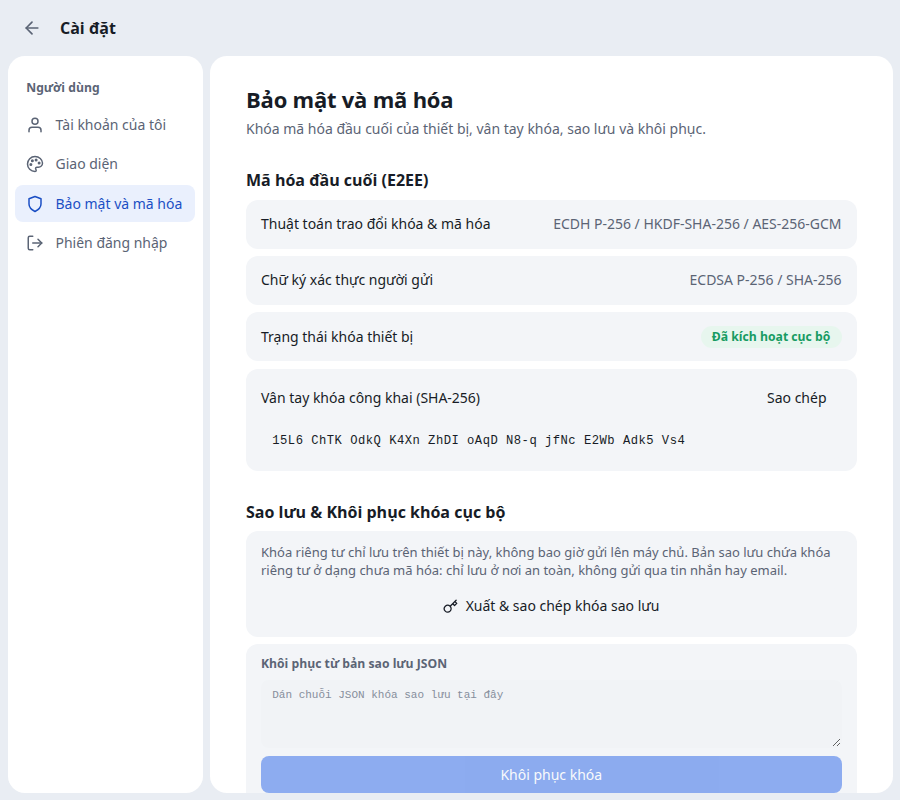 Cài đặt
Người dùng
Tài khoản của tôi
Giao diện
Bảo mật và mã hóa
Phiên đăng nhập
Bảo mật và mã hóa
Khóa mã hóa đầu cuối của thiết bị, vân tay khóa, sao lưu và khôi phục.
Mã hóa đầu cuối (E2EE)
Thuật toán trao đổi khóa & mã hóa
ECDH P-256 / HKDF-SHA-256 / AES-256-GCM
Chữ ký xác thực người gửi
ECDSA P-256 / SHA-256
Trạng thái khóa thiết bị
Đã kích hoạt cục bộ
Vân tay khóa công khai (SHA-256)
Sao chép
15L6 ChTK OdkQ K4Xn ZhDI oAqD N8-q jfNc E2Wb Adk5 Vs4
Sao lưu & Khôi phục khóa cục bộ
Khóa riêng tư chỉ lưu trên thiết bị này, không bao giờ gửi lên máy chủ. Bản sao lưu chứa khóa
riêng tư ở dạng chưa mã hóa: chỉ lưu ở nơi an toàn, không gửi qua tin nhắn hay email.
Xuất & sao chép khóa sao lưu
Khôi phục từ bản sao lưu JSON
Dán chuỗi JSON khóa sao lưu tại đây
Khôi phục khóa